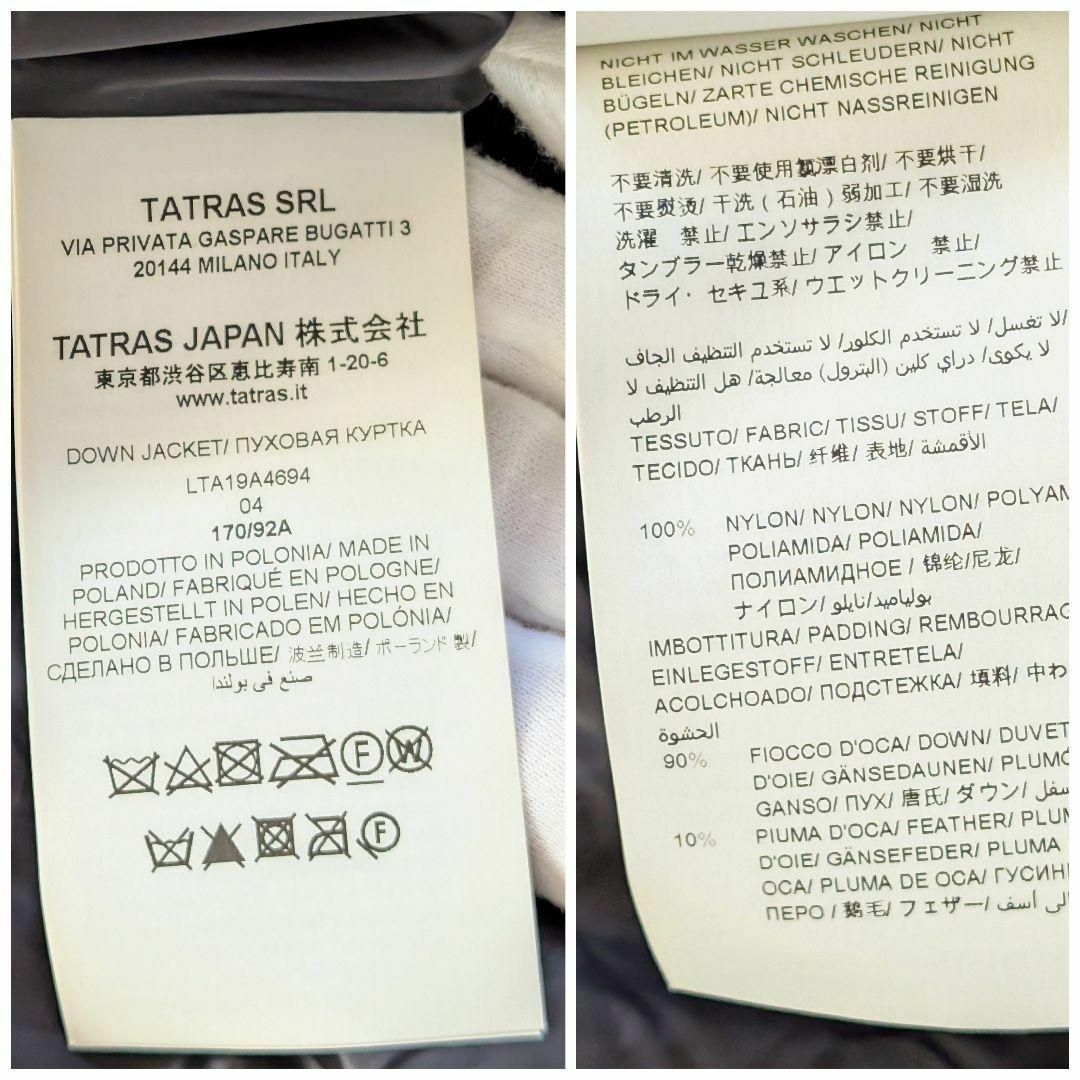 TATRAS SRL
VIA PRIVATA GASPARE BUGATTI 3
20144 MILANO ITALY
TATRAS JAPAN 株式会社
東京都渋谷区恵比寿南 1-20-6
www.tatras.it
DOWN JACKET/ ПУХОВАЯ КУРТКА
LTA19A4694
04
170/92A
PRODOTTO IN POLONIA/ MADE IN
POLAND/ FABRIQUÉ EN POLOGNE/
HERGESTELLT IN POLEN/ HECHO EN
POLONIA/ FABRICADO EM POLÓNIA/
СДЕЛАНО В ПОЛЬШЕ/ 波兰制造/ ポーランド 製/
صنع في بولندا
F W
F
NICHT IM WASSER WASCHEN/ NICHT
BLEICHEN/ NICHT SCHLEUDERN/ NICHT
BÜGELN/ ZARTE CHEMISCHE REINIGUNG
(PETROLEUM)/ NICHT NASSREINIGEN
不要清洗/ 不要使用氯漂白剂/ 不要烘干/
不要熨烫/ 干洗 ( 石油 ) 弱加工/ 不要湿洗
洗濯　禁止/ エンソサラシ禁止/
タンブラー乾燥禁止/ アイロン　禁止/
ドライ・セキユ系/ ウエットクリーニング禁止
لا تغسل/ لا تستخدم الكلور/ لا تستخدم التنظيف الجاف/
لا يكوى/ دراي كلين (البترول) معالجة/ هل التنظيف لا
الرطب
TESSUTO/ FABRIC/ TISSU/ STOFF/ TELA/
TECIDO/ ТКАНЬ/ 纤维/ 表地/ الأقمشة
100% NYLON/ NYLON/ NYLON/ POLYAM
POLIAMIDA/ POLIAMIDA/
ПОЛИАМИДНОЕ / 锦纶/尼龙/
ナイロン/ بولياميد/نايلو
IMBOTTITURA/ PADDING/ REMBOURRAG
EINLEGESTOFF/ ENTRETELA/
ACOLCHOADO/ ПОДСТЕЖКА/ 填料/ 中わ
الحشوة
90% FIOCCO D'OCA/ DOWN/ DUVET
D'OIE/ GÄNSEDAUNEN/ PLUMÓ
GANSO/ ПУХ/ 唐氏/ ダウン/ سفل
10% PIUMA D'OCA/ FEATHER/ PLUM
D'OIE/ GÄNSEFEDER/ PLUMA
OCA/ PLUMA DE OCA/ ГУСИН
ПЕРО / 鹅毛/ フェザー/ لى أسف